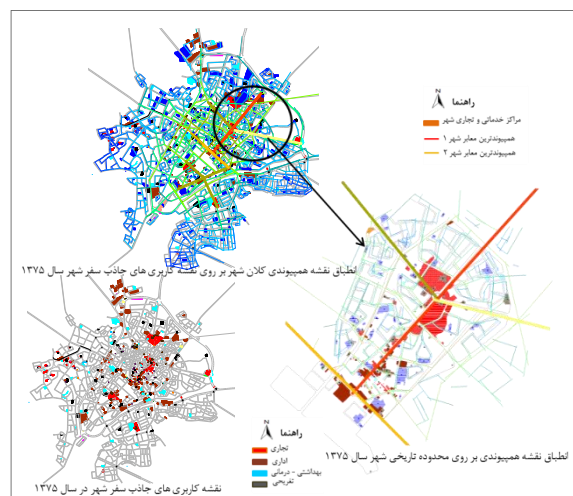 راهنما
مراکز خدماتی و تجاری شهر
همپیوندترین معابر شهر ۱
همپیوندترین معابر شهر ۲
انطباق نقشه همپیوندی کلان شهر بر روی نقشه کاربری های جاذب سفر شهر سال ۱۳۷۵
راهنما
تجاری
اداری
بهداشتی - درمانی
تفریحی
انطباق نقشه همپیوندی بر روی محدوده تاریخی شهر سال ۱۳۷۵
نقشه کاربری های جاذب سفر شهر در سال ۱۳۷۵